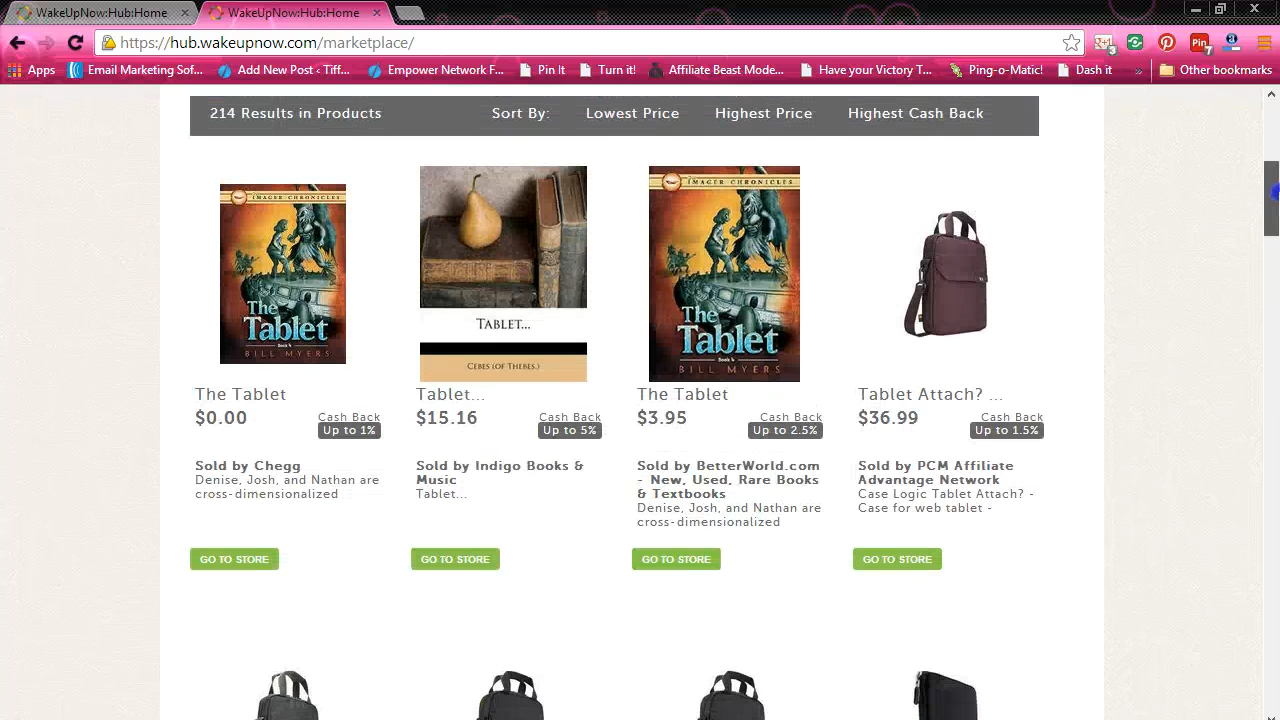 WakeUpNow:Hub:Home
WakeUpNow:Hub:Home
https://hub.wakeupnow.com/marketplace/
Apps
Email Marketing Sof...
Add New Post ‹ Tiff...
Empower Network F...
Pin It
Turn it!
Affiliate Beast Mode...
Have your Victory T...
Ping-o-Matic!
Dash it
»
Other bookmarks
214 Results in Products
Sort By:
Lowest Price
Highest Price
Highest Cash Back
IMAGER CHRONICLES
The
Tablet
Book 4
BILL MYERS
TABLET...
CEBES (OF THEBES.)
IMAGER CHRONICLES
The
Tablet
Book 4
BILL MYERS
The Tablet
$0.00
Cash Back
Up to 1%
Sold by Chegg
Denise, Josh, and Nathan are
cross-dimensionalized
GO TO STORE
Tablet...
$15.16
Cash Back
Up to 5%
Sold by Indigo Books &
Music
Tablet...
GO TO STORE
The Tablet
$3.95
Cash Back
Up to 2.5%
Sold by BetterWorld.com
- New, Used, Rare Books
& Textbooks
Denise, Josh, and Nathan are
cross-dimensionalized
GO TO STORE
Tablet Attach? ...
$36.99
Cash Back
Up to 1.5%
Sold by PCM Affiliate
Advantage Network
Case Logic Tablet Attach? -
Case for web tablet -
GO TO STORE